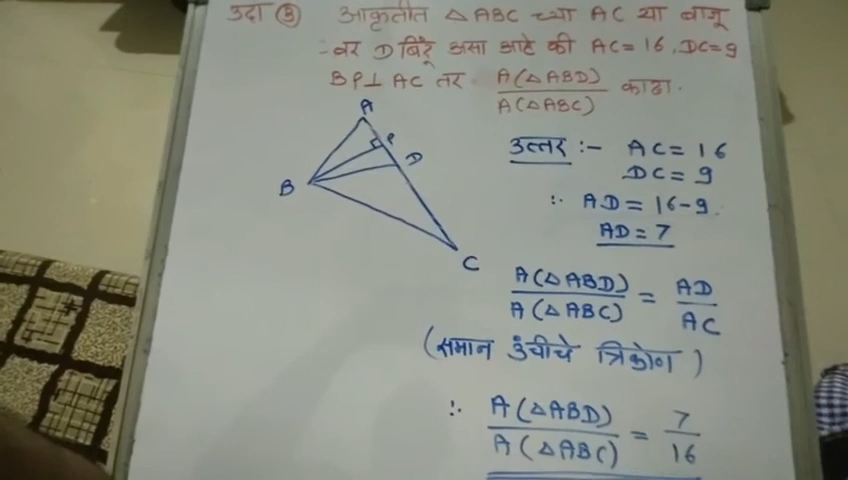 उदा ③ आकृतीत △ABC च्या AC या बाजू
-वर D बिंदू असा आहे की AC = 16, DC = 9
BP⊥ AC तर A(△ABD) / A(△ABC) काढा.
A
P
D
B
C
उत्तर :- AC = 16
DC = 9
∴ AD = 16-9
AD = 7
A(△ABD) / A(△ABC) = AD / AC
(समान उंचीचे त्रिकोण)
∴ A(△ABD) / A(△ABC) = 7 / 16